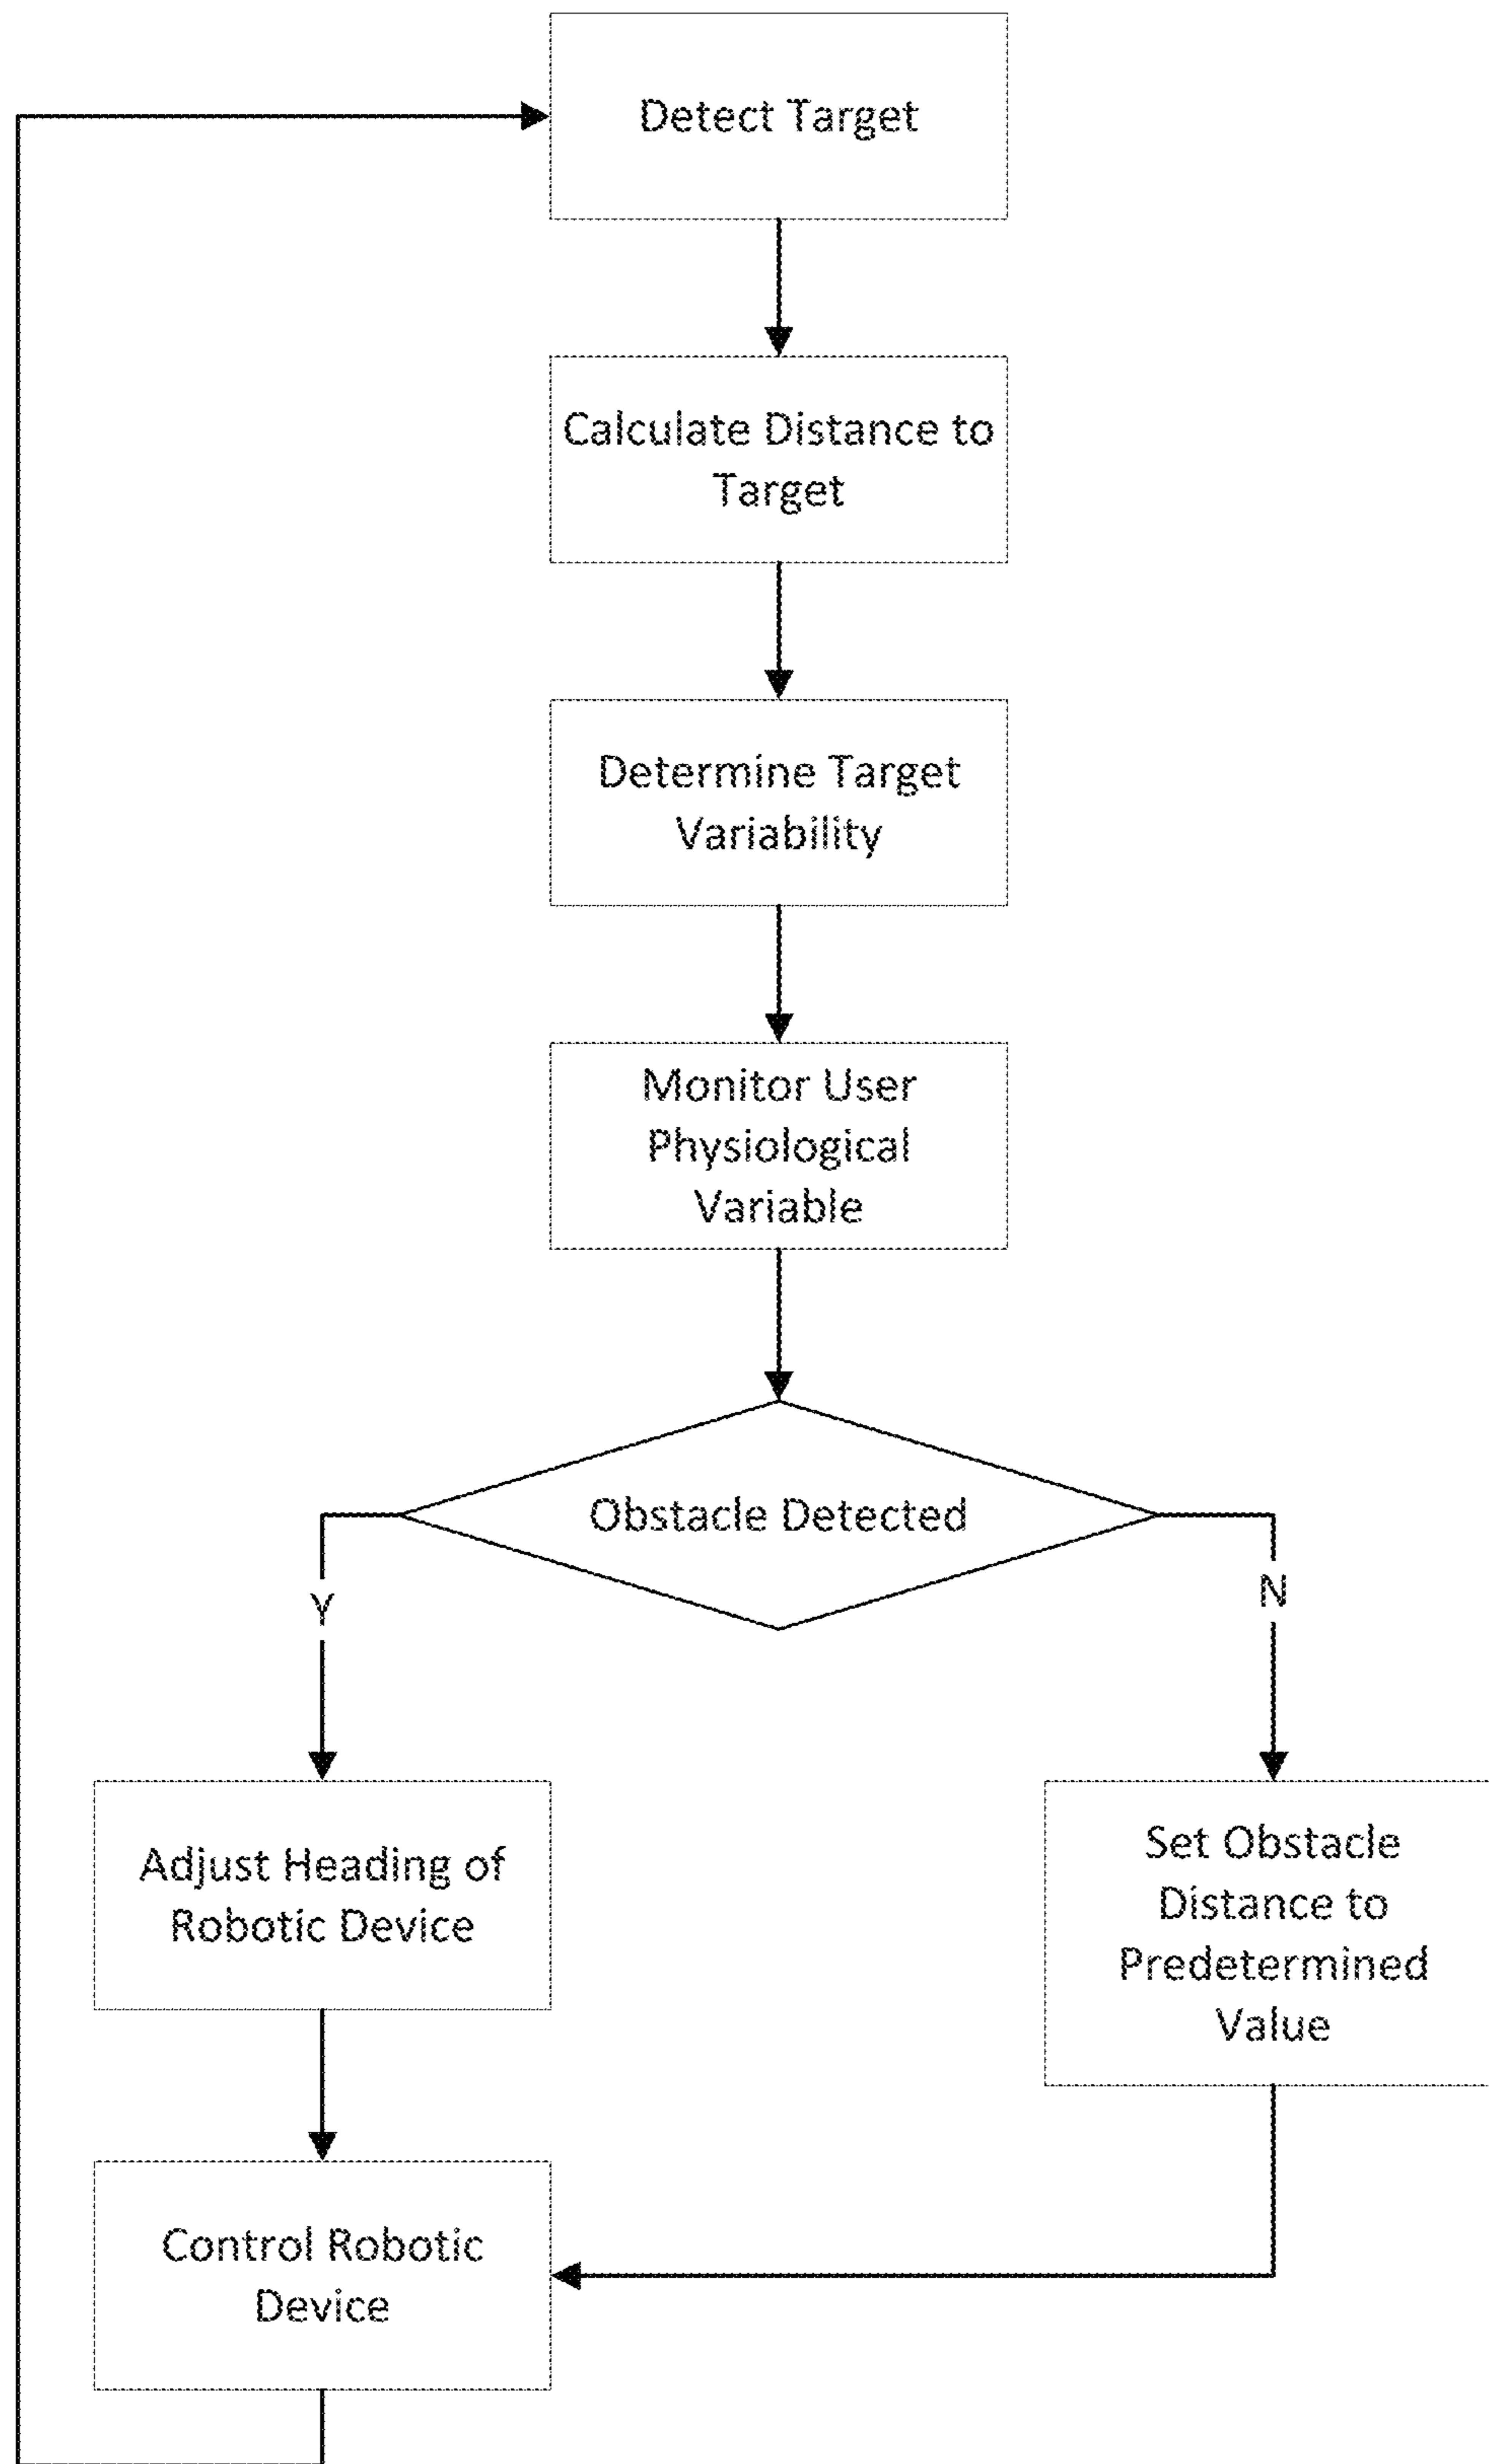 Detect Target
Calculate Distance to
Target
Determine Target
Variability
Monitor User
Physiological
Variable
Obstacle Detected
Y
N
Adjust Heading of
Robotic Device
Set Obstacle
Distance to
Predetermined
Value
Control Robotic
Device